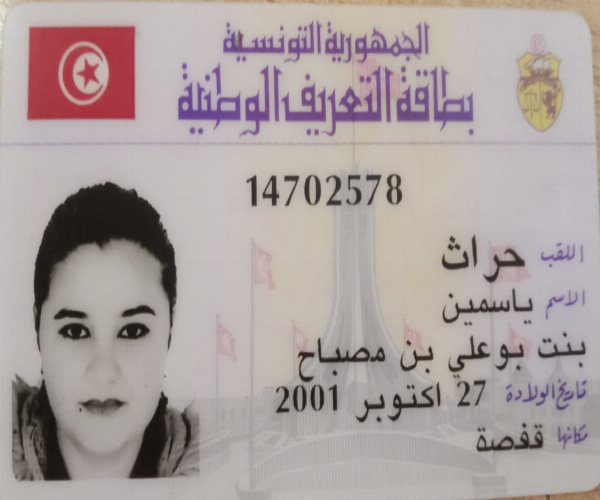 الجمهورية التونسية
بطاقة التعريف الوطنية
14702578
اللقب حراث
الاسم ياسمين
بنت بوعلي بن مصباح
تاريخ الولادة 27 اكتوبر 2001
مكانها قفصة